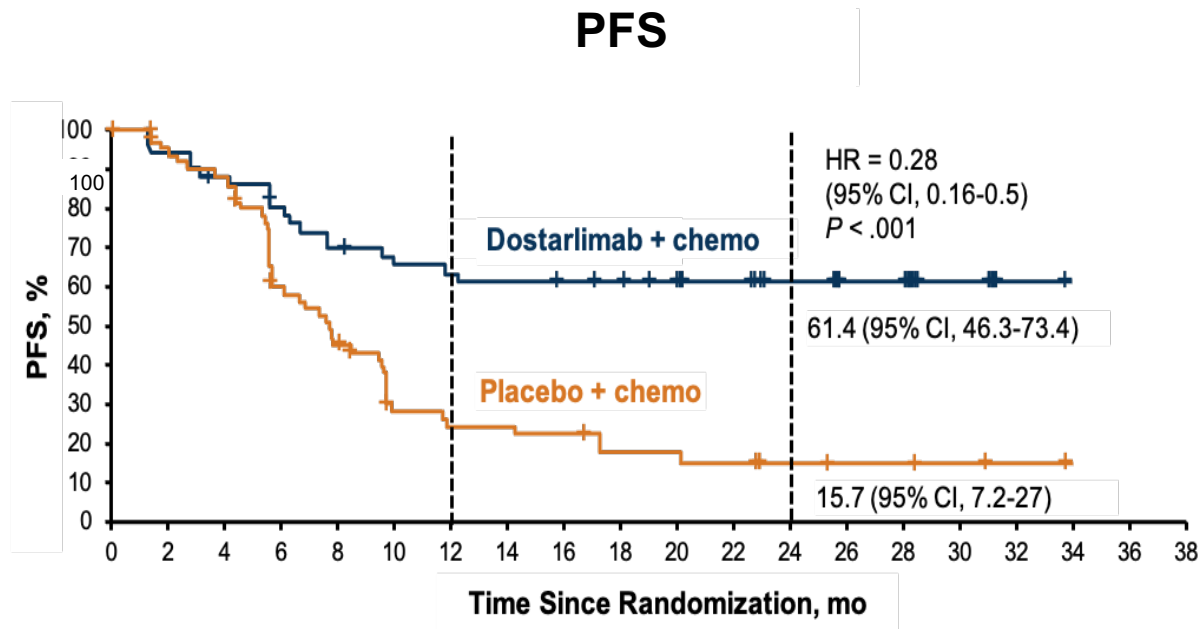 PFS
100
100
80
70
60
50
40
30
20
10
0
PFS, %
HR = 0.28
(95% CI, 0.16-0.5)
P < .001
Dostarlimab + chemo
61.4 (95% CI, 46.3-73.4)
Placebo + chemo
15.7 (95% CI, 7.2-27)
0 2 4 6 8 10 12 14 16 18 20 22 24 26 28 30 32 34 36 38
Time Since Randomization, mo